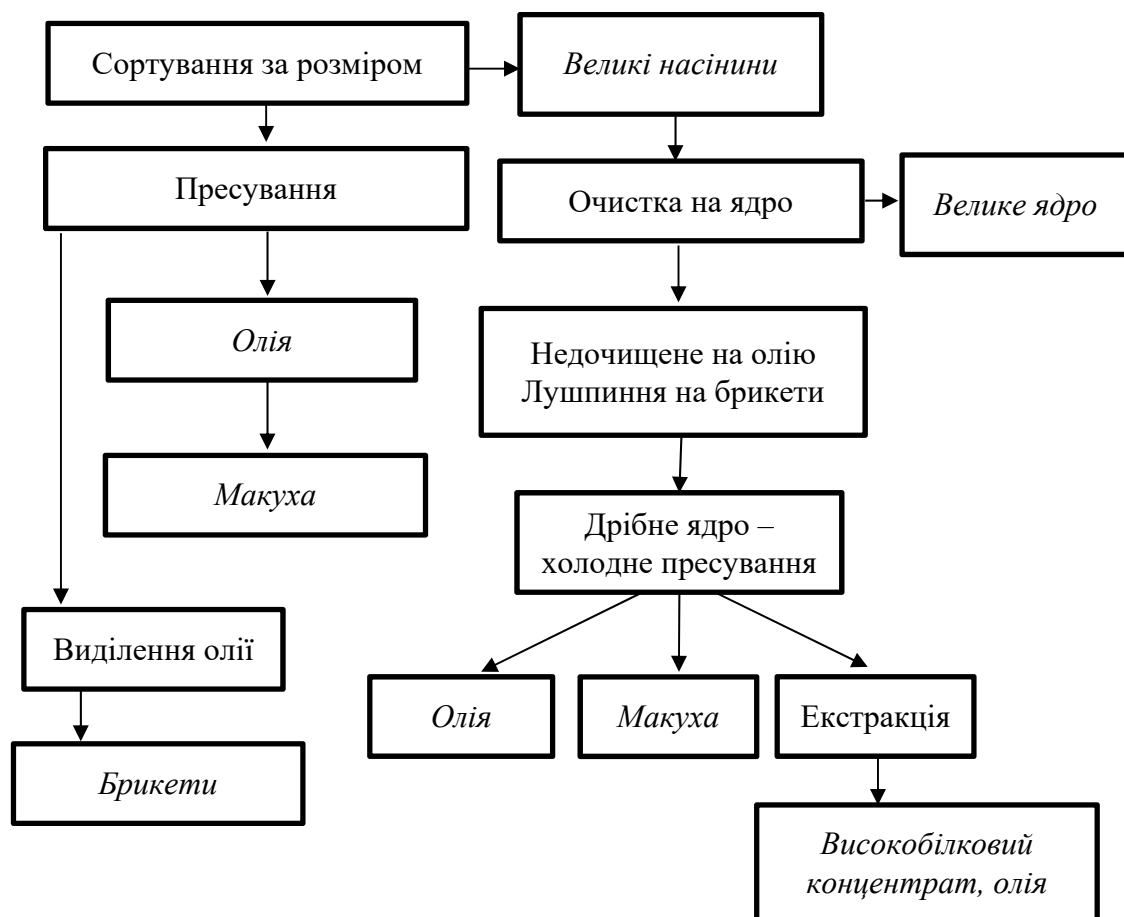 Сортування за розміром
Великі насінини
Пресування
Очистка на ядро
Велике ядро
Олія
Недочищене на олію
Лушпиння на брикети
Макуха
Дрібне ядро –
холодне пресування
Виділення олії
Олія
Макуха
Екстракція
Брикети
Високобілковий
концентрат, олія